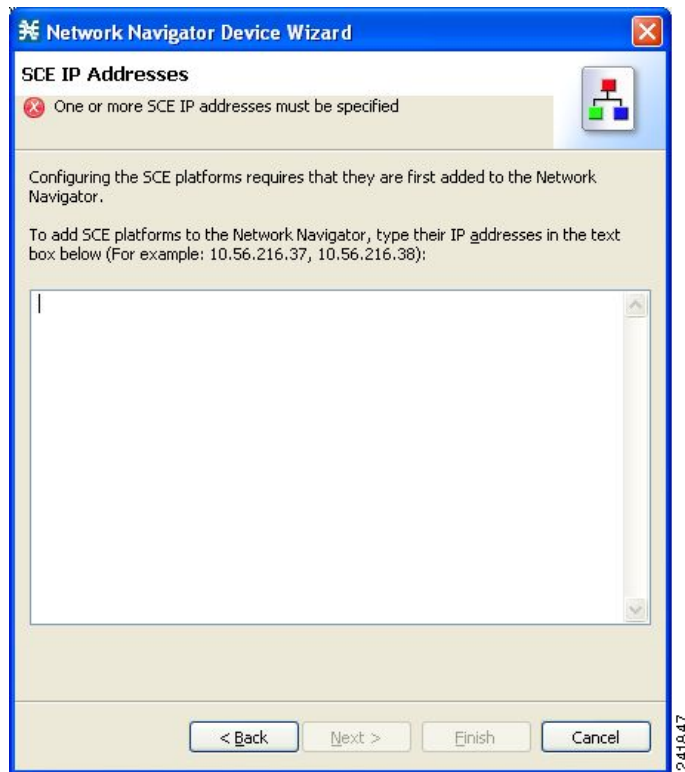 Network Navigator Device Wizard
SCE IP Addresses
One or more SCE IP addresses must be specified
Configuring the SCE platforms requires that they are first added to the Network
Navigator.
To add SCE platforms to the Network Navigator, type their IP addresses in the text
box below (For example: 10.56.216.37, 10.56.216.38):
< Back
Next >
Finish
Cancel
241847